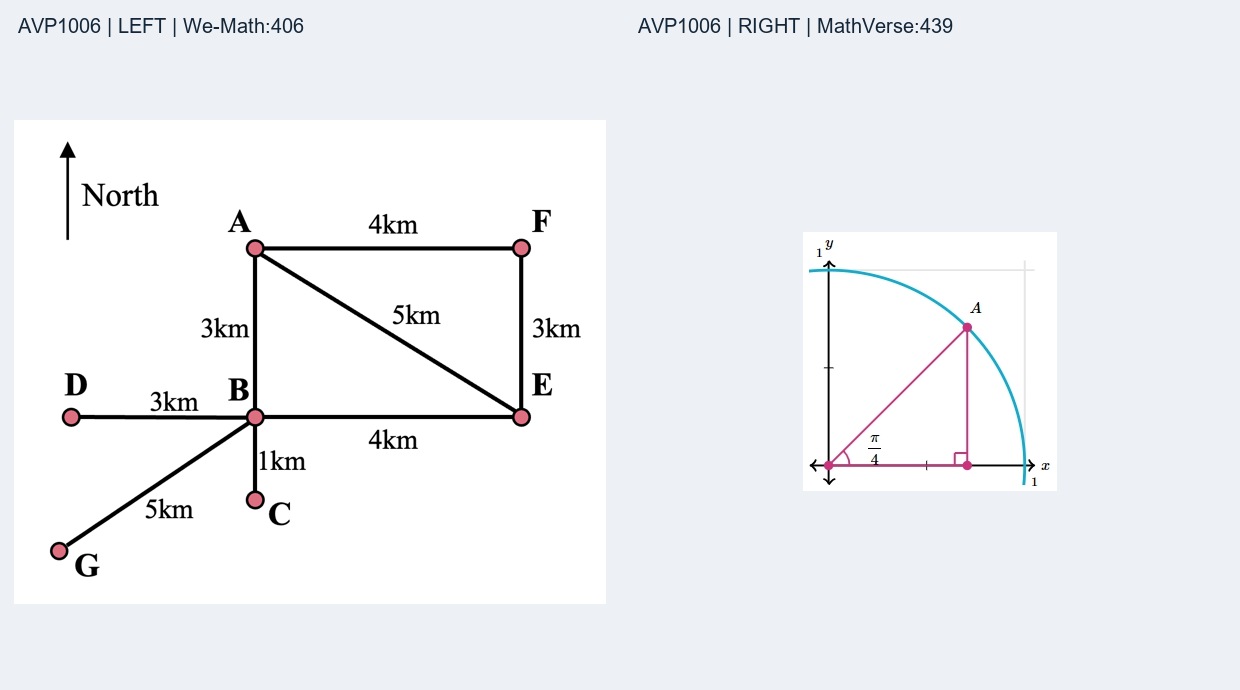 AVP1006 | LEFT | We-Math:406
AVP1006 | RIGHT | MathVerse:439
North
A
4km
F
3km
5km
3km
D
3km
B
E
4km
1km
5km
C
G
1
y
A
π
4
x
1